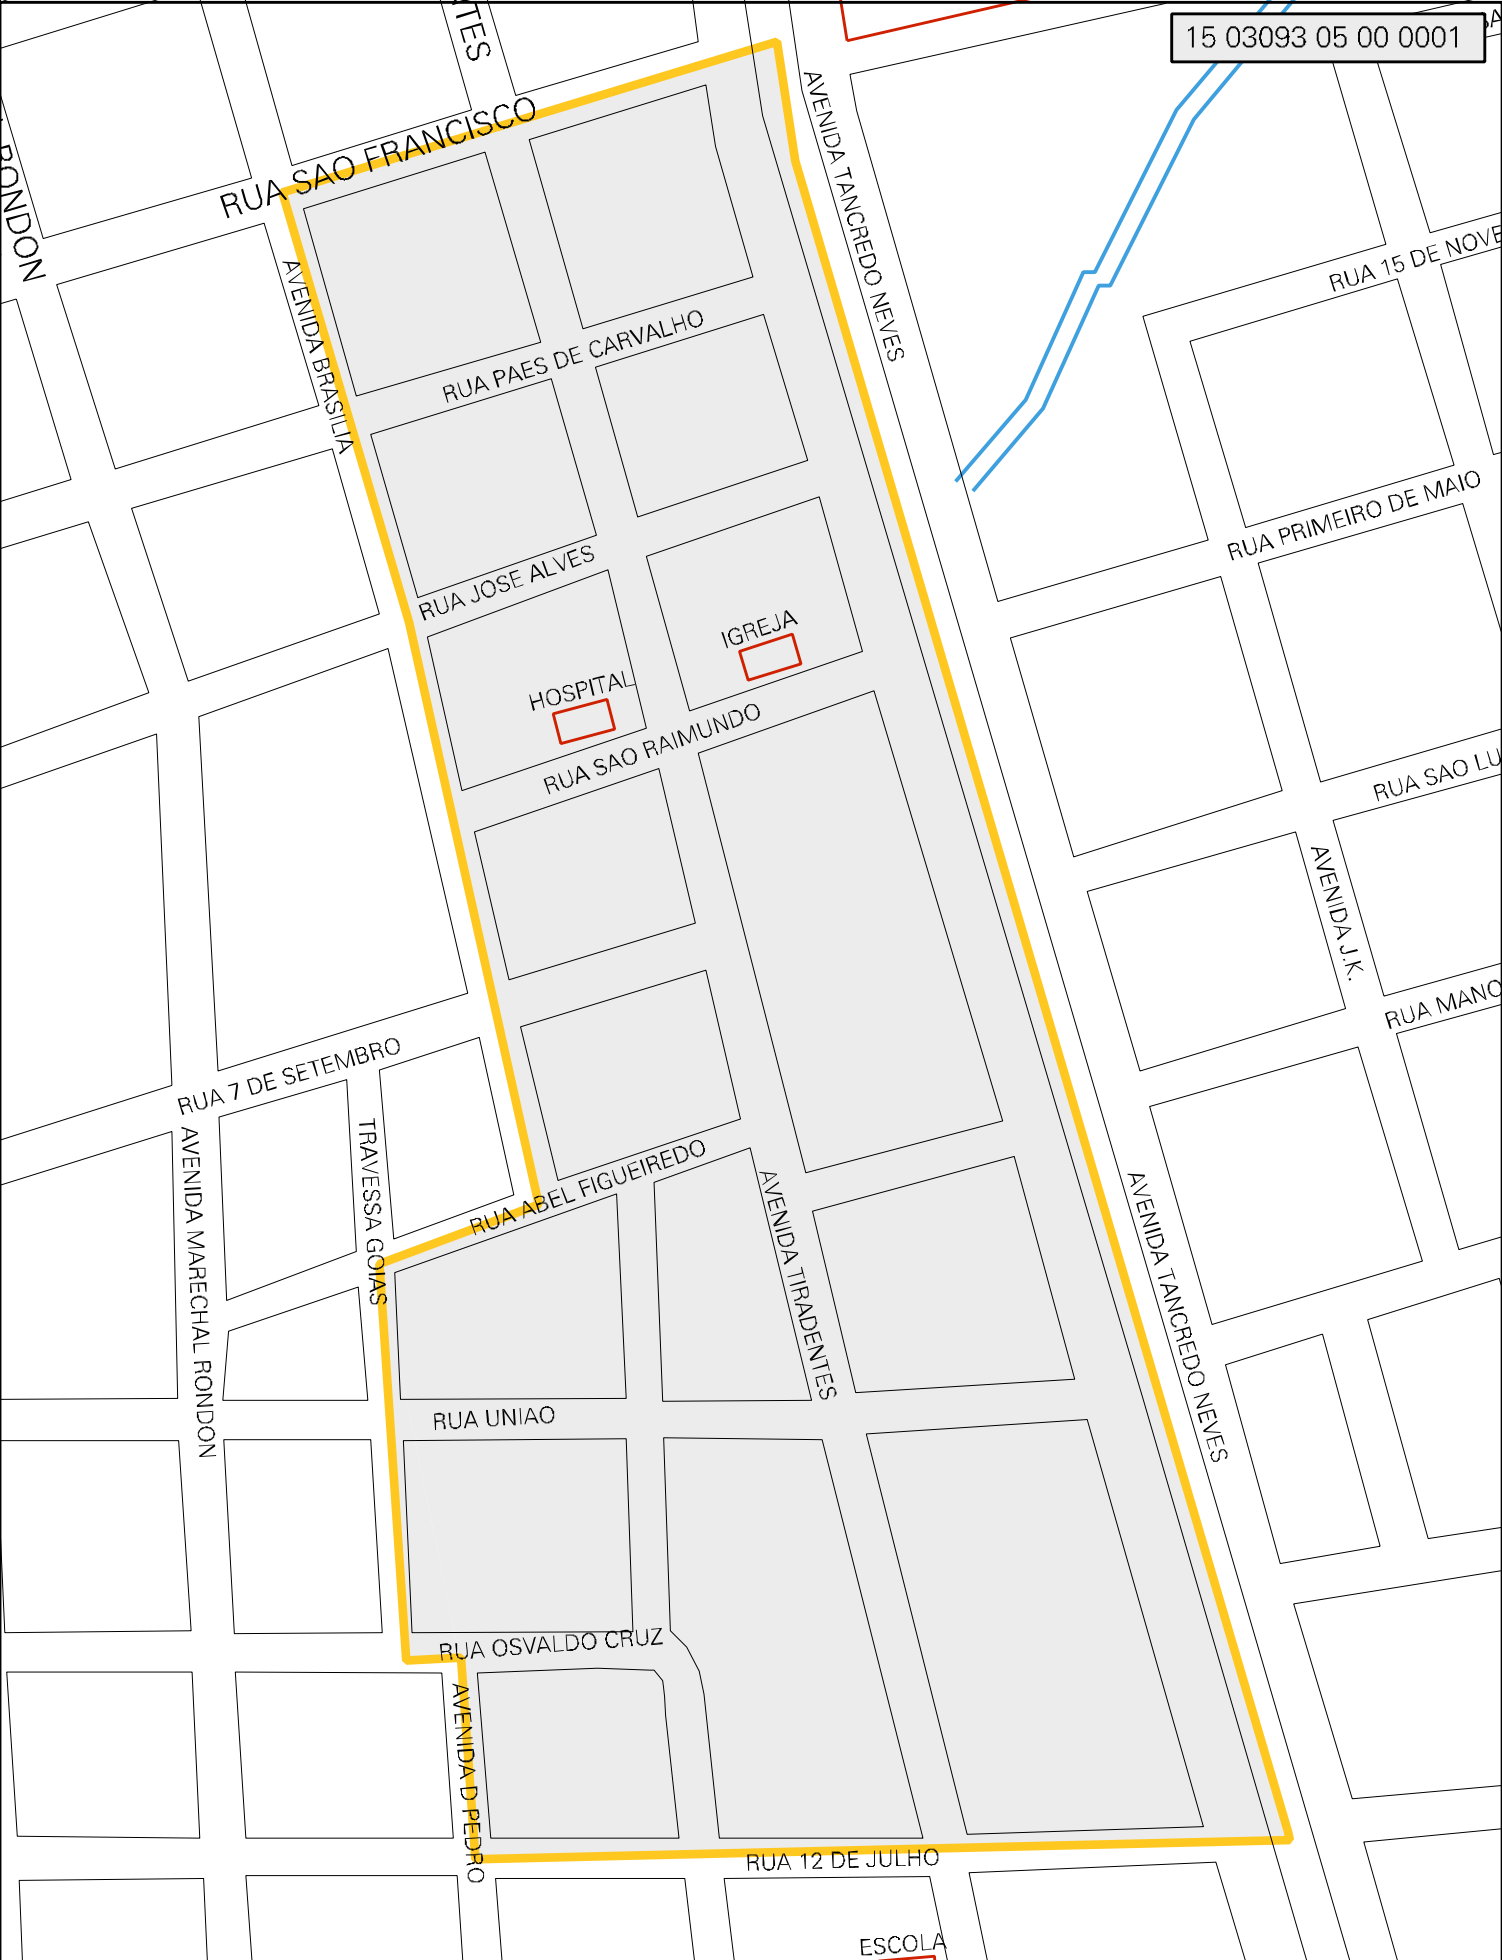 15 03093 05 00 0001
TES
RONDON
RUA SAO FRANCISCO
AVENIDA TANCREDO NEVES
AVENIDA BRASILIA
RUA 15 DE NOVE
RUA PAES DE CARVALHO
RUA PRIMEIRO DE MAIO
RUA JOSE ALVES
IGREJA
HOSPITAL
RUA SAO RAIMUNDO
RUA SAO LU
AVENIDA J.K.
RUA MANO
RUA 7 DE SETEMBRO
TRAVESSA GOIAS
AVENIDA MARECHAL RONDON
RUA ABEL FIGUEIREDO
AVENIDA TIRADENTES
AVENIDA TANCREDO NEVES
RUA UNIAO
RUA OSVALDO CRUZ
AVENIDA D PEDRO
RUA 12 DE JULHO
ESCOLA